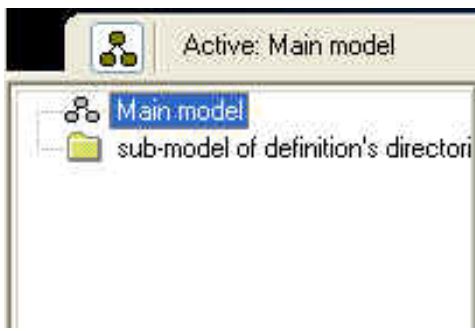 Active: Main model
Main model
sub-model of definition's directori